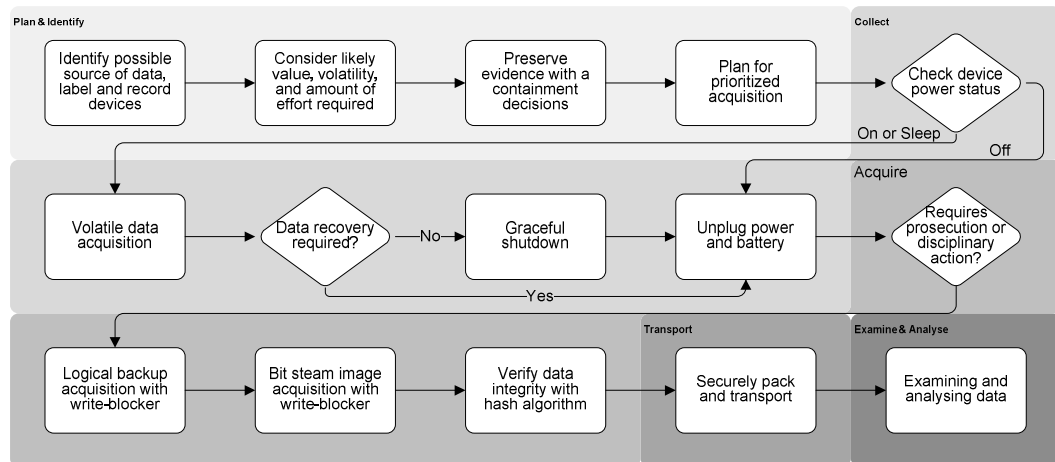 Plan & Identify
Collect
Identify possible
source of data,
label and record
devices
Consider likely
value, volatility,
and amount of
effort required
Preserve
evidence with a
containment
decisions
Plan for
prioritized
acquisition
Check device
power status
On or Sleep
Off
Acquire
Volatile data
acquisition
Data recovery
required?
No
Graceful
shutdown
Unplug power
and battery
Requires
prosecution or
disciplinary
action?
Yes
Transport
Examine & Analyse
Logical backup
acquisition with
write-blocker
Bit steam image
acquisition with
write-blocker
Verify data
integrity with
hash algorithm
Securely pack
and transport
Examining and
analysing data